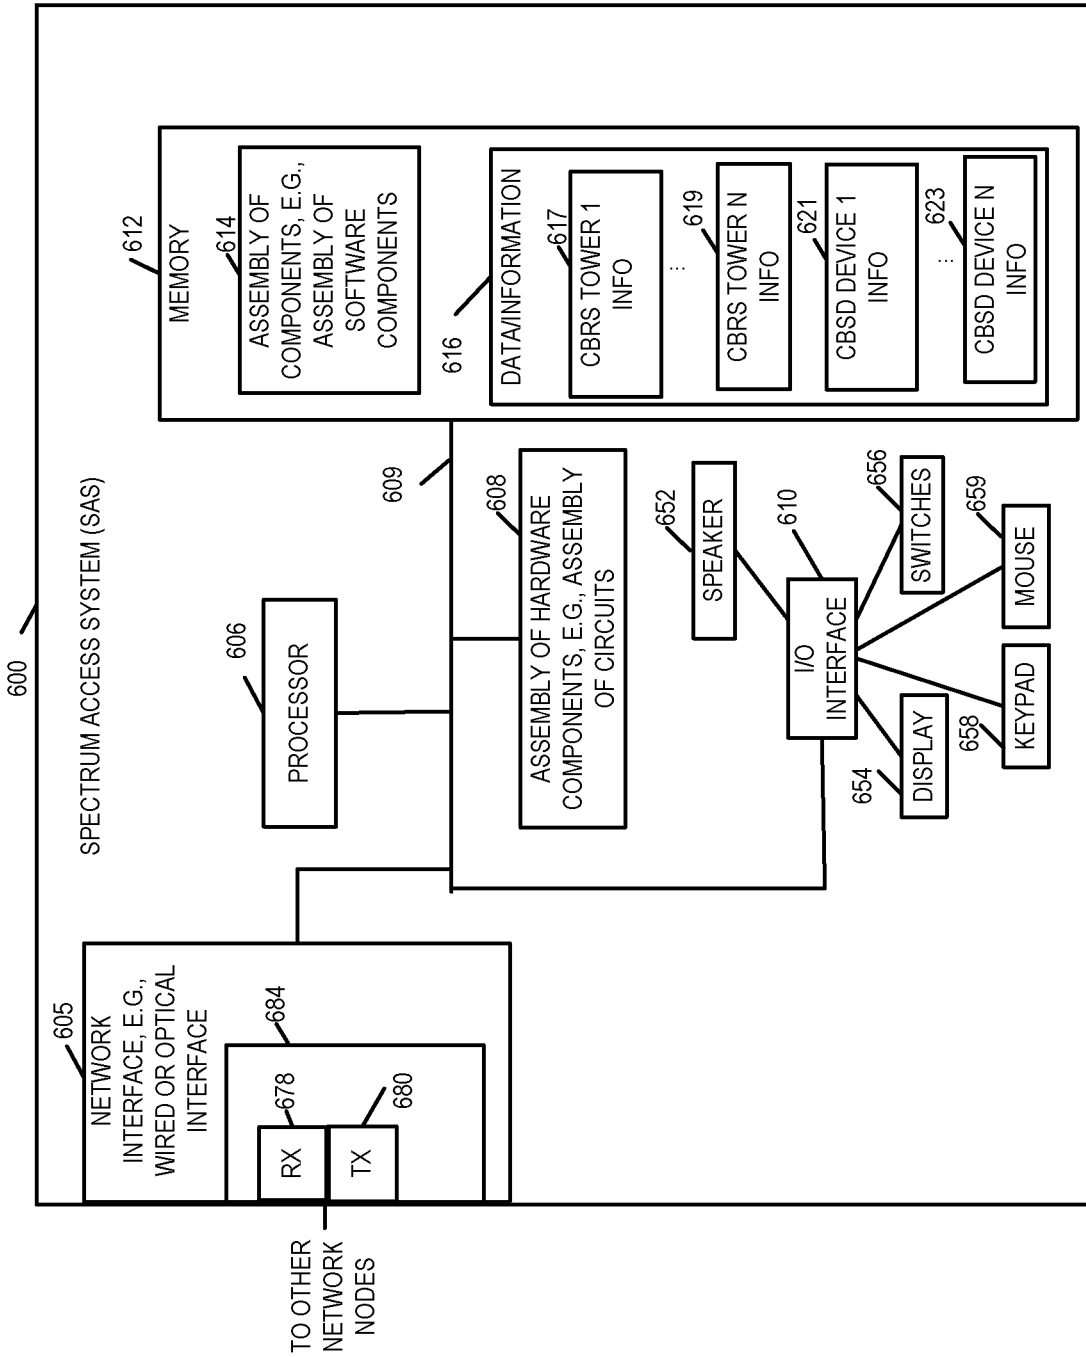 600
SPECTRUM ACCESS SYSTEM (SAS)
605
NETWORK
INTERFACE, E.G.,
WIRED OR OPTICAL
INTERFACE
684
678
RX
680
TX
TO OTHER
NETWORK
NODES
606
PROCESSOR
609
608
ASSEMBLY OF HARDWARE
COMPONENTS, E.G., ASSEMBLY
OF CIRCUITS
652
SPEAKER
610
I/O
INTERFACE
654
DISPLAY
656
SWITCHES
658
KEYPAD
659
MOUSE
612
MEMORY
614
ASSEMBLY OF
COMPONENTS, E.G.,
ASSEMBLY OF
SOFTWARE
COMPONENTS
616
DATA/INFORMATION
617
CBRS TOWER 1
INFO
...
619
CBRS TOWER N
INFO
621
CBSD DEVICE 1
INFO
...
623
CBSD DEVICE N
INFO